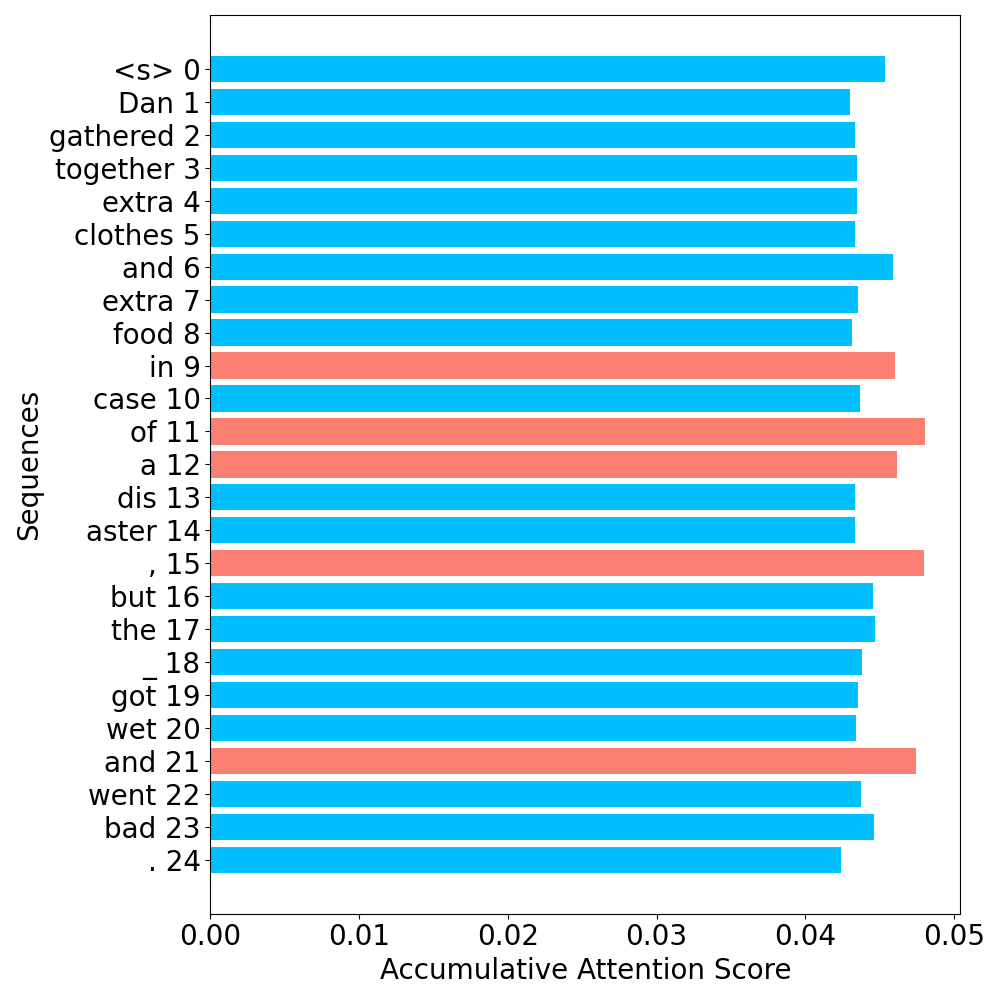 <s> 0
Dan 1
gathered 2
together 3
extra 4
clothes 5
and 6
extra 7
food 8
in 9
case 10
of 11
a 12
dis 13
aster 14
, 15
but 16
the 17
_ 18
got 19
wet 20
and 21
went 22
bad 23
. 24
Sequences
0.00 0.01 0.02 0.03 0.04 0.05
Accumulative Attention Score